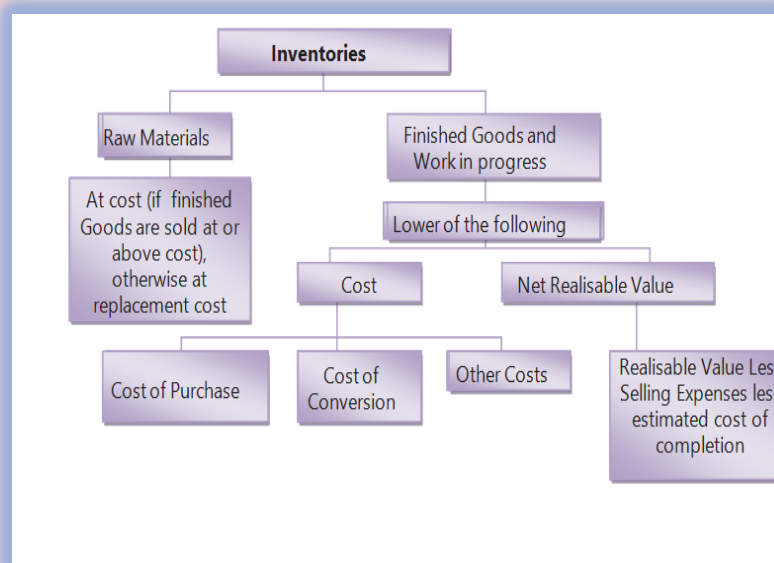 Inventories
Raw Materials
Finished Goods and
Work in progress
At cost (if finished
Goods are sold at or
above cost),
otherwise at
replacement cost
Lower of the following
Cost
Net Realisable Value
Cost of Purchase
Cost of
Conversion
Other Costs
Realisable Value Les
Selling Expenses les
estimated cost of
completion